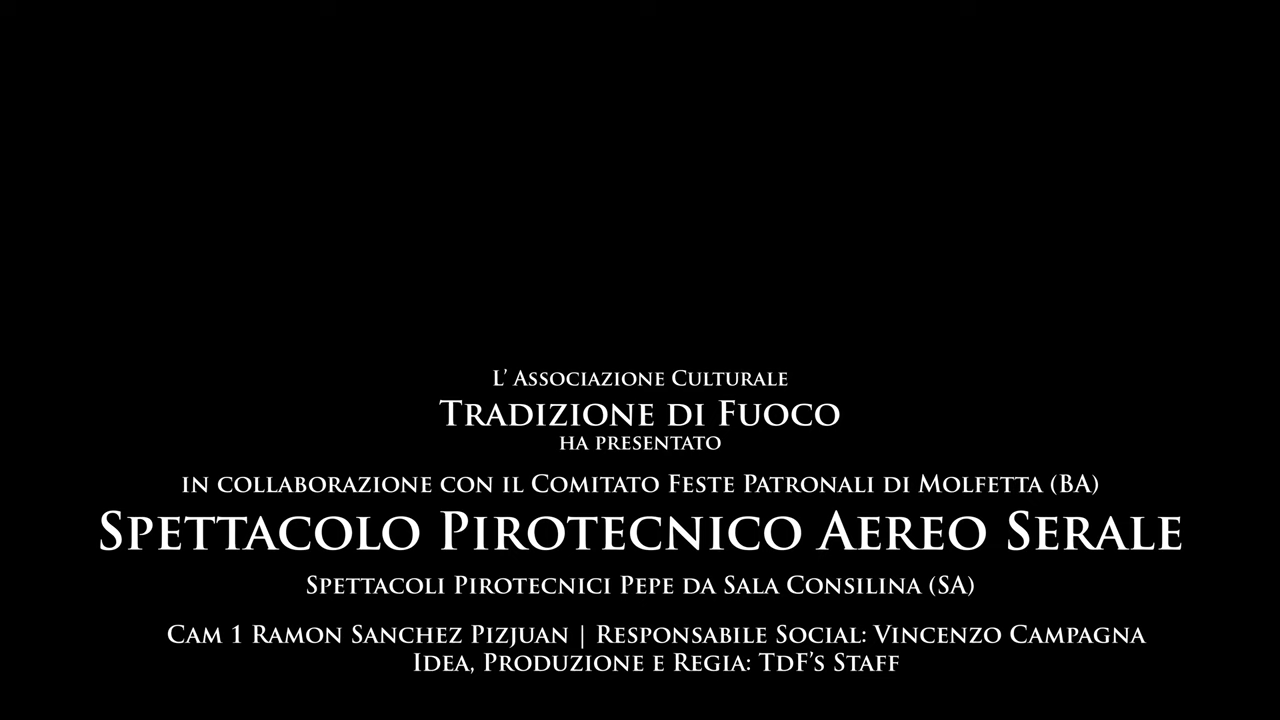 L' Associazione Culturale
Tradizione di Fuoco
ha presentato
in collaborazione con il Comitato Feste Patronali di Molfetta (BA)
Spettacolo Pirotecnico Aereo Serale
Spettacoli Pirotecnici Pepe da Sala Consilina (SA)
Cam 1 Ramon Sanchez Pizjuan | Responsabile Social: Vincenzo Campagna
Idea, Produzione e Regia: TdF's Staff